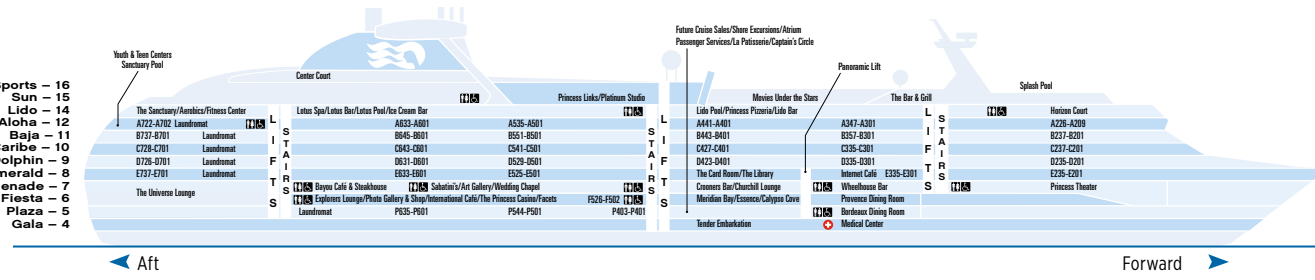 Future Cruise Sales/Shore Excursions/Atrium
Passenger Services/La Patisserie/Captain's Circle
Youth & Teen Centers
Sanctuary Pool
Panoramic Lift
Center Court
Splash Pool
Sports – 16
Sun – 15
Princess Links/Platinum Studio
Movies Under the Stars
The Bar & Grill
Lido – 14
The Sanctuary/Aerobics/Fitness Center
Lotus Spa/Lotus Bar/Lotus Pool/Ice Cream Bar
Lido Pool/Princess Pizzeria/Lido Bar
Horizon Court
Aloha – 12
A722-A702 Laundromat
A633-A601
A535-A501
A441-A401
A347-A301
A226-A209
Baja – 11
B737-B701
Laundromat
B645-B601
B551-B501
B443-B401
B357-B301
B237-B201
Caribe – 10
C728-C701
Laundromat
C643-C601
C541-C501
C427-C401
C335-C301
C237-C201
Dolphin – 9
D726-D701
Laundromat
D631-D601
D529-D501
D423-D401
D335-D301
D235-D201
merald – 8
E737-E701
Laundromat
E633-E601
E525-E501
The Card Room/The Library
Internet Café E335-E301
E235-E201
enade – 7
The Universe Lounge
Bayou Café & Steakhouse
Sabatini's/Art Gallery/Wedding Chapel
Crooners Bar/Churchill Lounge
Wheelhouse Bar
Princess Theater
Fiesta – 6
Explorers Lounge/Photo Gallery & Shop/International Café/The Princess Casino/Facets
F526-F502
Meridian Bay/Essence/Calypso Cove
Provence Dining Room
Plaza – 5
Laundromat
P635-P601
P544-P501
P403-P401
Bordeaux Dining Room
Gala – 4
Tender Embarkation
Medical Center
LIFTS
STAIRS
STAIRS
LIFTS
LIFTS
STAIRS
Aft
Forward